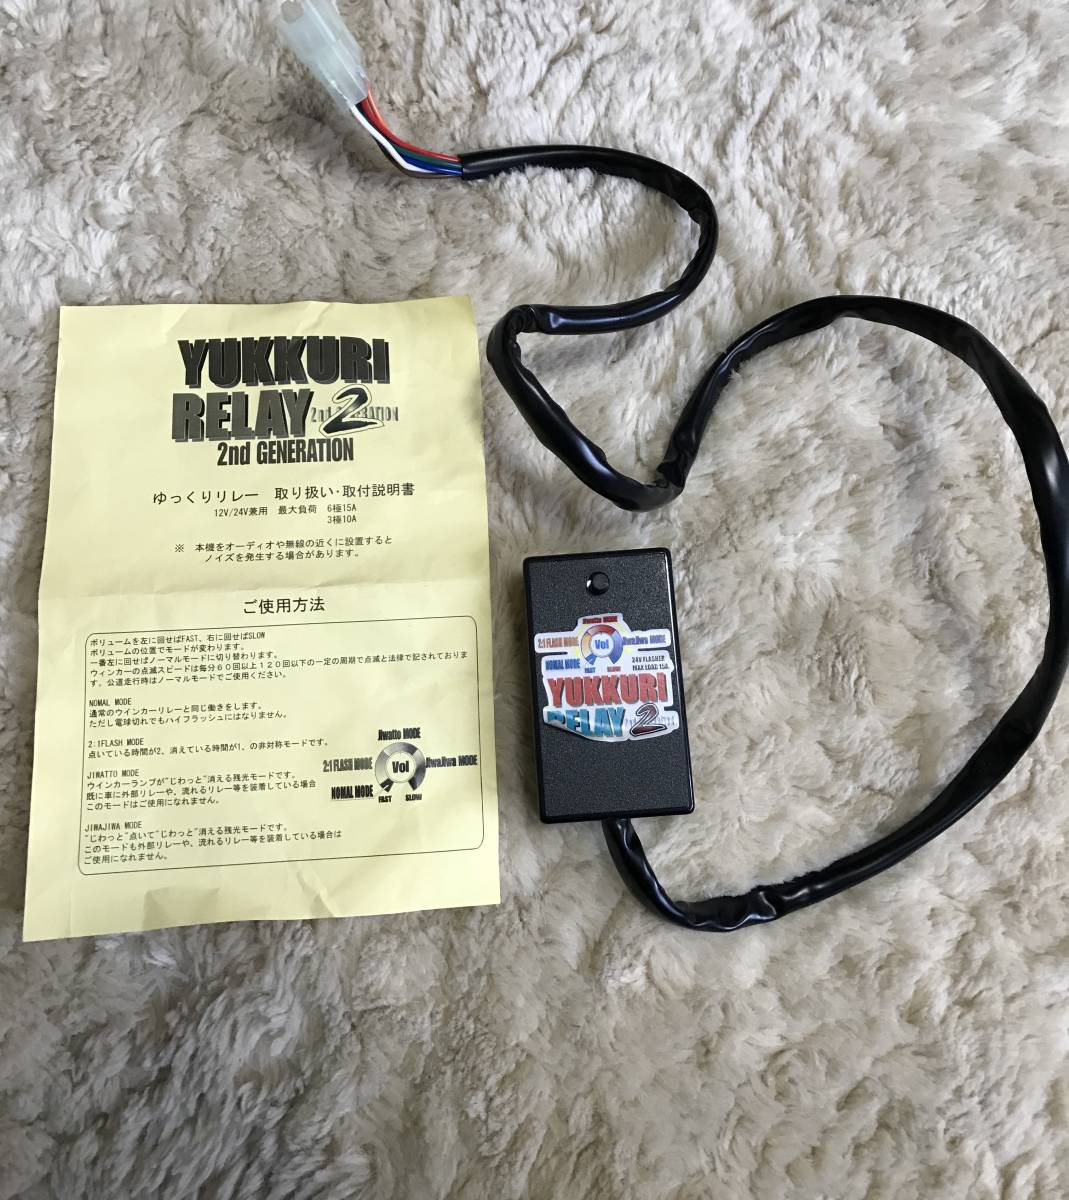 YUKKURI
RELAY 2
2nd GENERATION
ゆっくりリレー 取り扱い・取付説明書
12V/24V兼用 最大負荷 6極15A
3極10A
※ 本機をオーディオや無線の近くに設置すると
ノイズを発生する場合があります。
ご使用方法
ボリュームを左に回せばFAST、右に回せばSLOW
ボリュームの位置でモードが変わります。
一番左に回せばノーマルモードに切り替わります。
ウィンカーの点滅スピードは毎分60回以上120回以下の一定の周期で点滅と法律で記されておりま
す。公道走行時はノーマルモードでご使用ください。
NOMAL MODE
通常のウインカーリレーと同じ働きをします。
ただし電球切れでもハイフラッシュにはなりません。
2:1FLASH MODE
点いている時間が2、消えている時間が1、の非対称モードです。
JIWATTO MODE
ウインカーランプが"じわっと"消える残光モードです。
既に車に外部リレーや、流れるリレー等を装着している場合
このモードはご使用になれません。
JIWAJIWA MODE
"じわっと"点いて"じわっと"消える残光モードです。
このモードも外部リレーや、流れるリレー等を装着している場合は
ご使用になれません。
Jiwatto MODE
2:1 FLASH MODE
Vol
JiwaJiwa MODE
NOMAL MODE
FAST SLOW
Jiwatto MODE
2:1 FLASH MODE
Vol
JiwaJiwa MODE
NOMAL MODE
FAST SLOW
24V FLASHER
MAX LOAD 15A
YUKKURI
RELAY 2